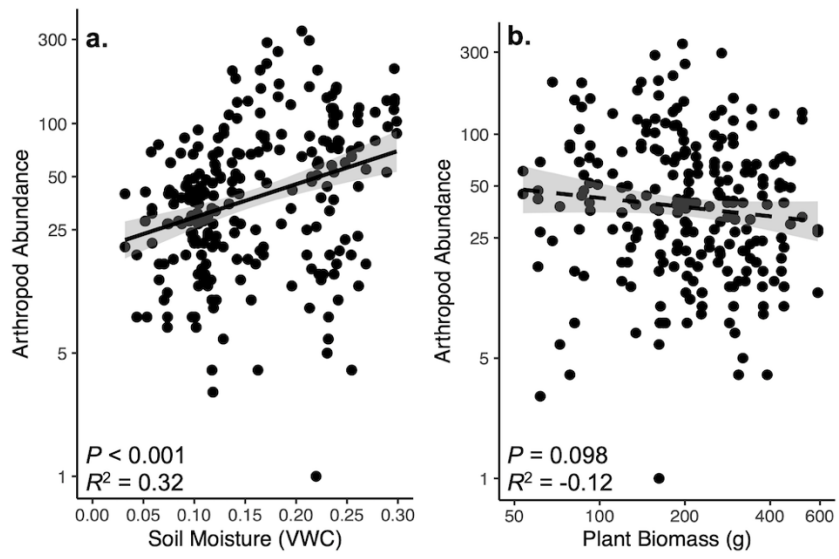 a.
Arthropod Abundance
300
100
50
25
5
1
P < 0.001
R² = 0.32
0.00 0.05 0.10 0.15 0.20 0.25 0.30
Soil Moisture (VWC)
b.
Arthropod Abundance
300
100
50
25
5
1
P = 0.098
R² = -0.12
50 100 200 400 600
Plant Biomass (g)